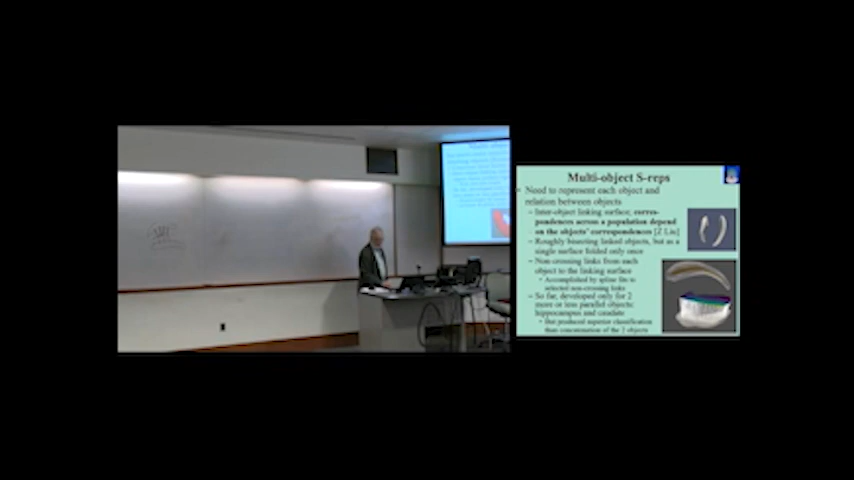 Multi-object S-reps
– Need to represent each object and
relation between objects
– Inter-object linking surface; corres-
pondences across a population depend
on the objects' correspondences [Z Liu]
– Roughly bisecting linked objects, but as a
single surface folded only once
– Non-crossing links from each
object to the linking surface
• Accomplished by spline fits to
selected non-crossing links
– So far, developed only for 2
more or less parallel objects:
hippocampus and caudate
• But produced superior classification
than concatenation of the 2 objects